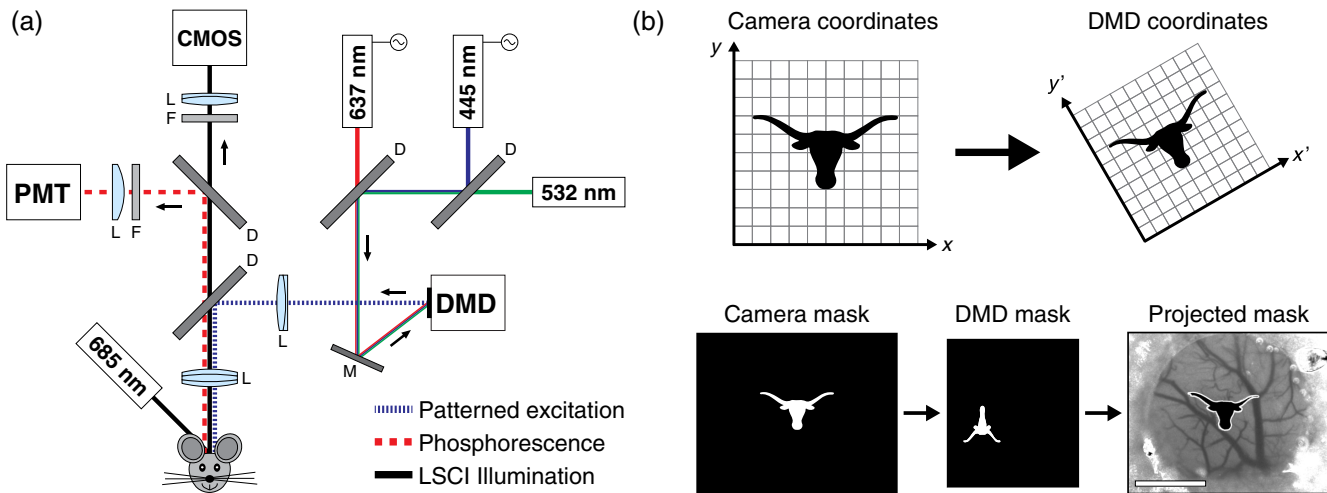 (a)
CMOS
L
F
PMT
L
F
D
D
L
637 nm
445 nm
D
D
532 nm
L
DMD
M
685 nm
Patterned excitation
Phosphorescence
LSCI Illumination
(b)
Camera coordinates
DMD coordinates
y
x
y'
x'
Camera mask
DMD mask
Projected mask